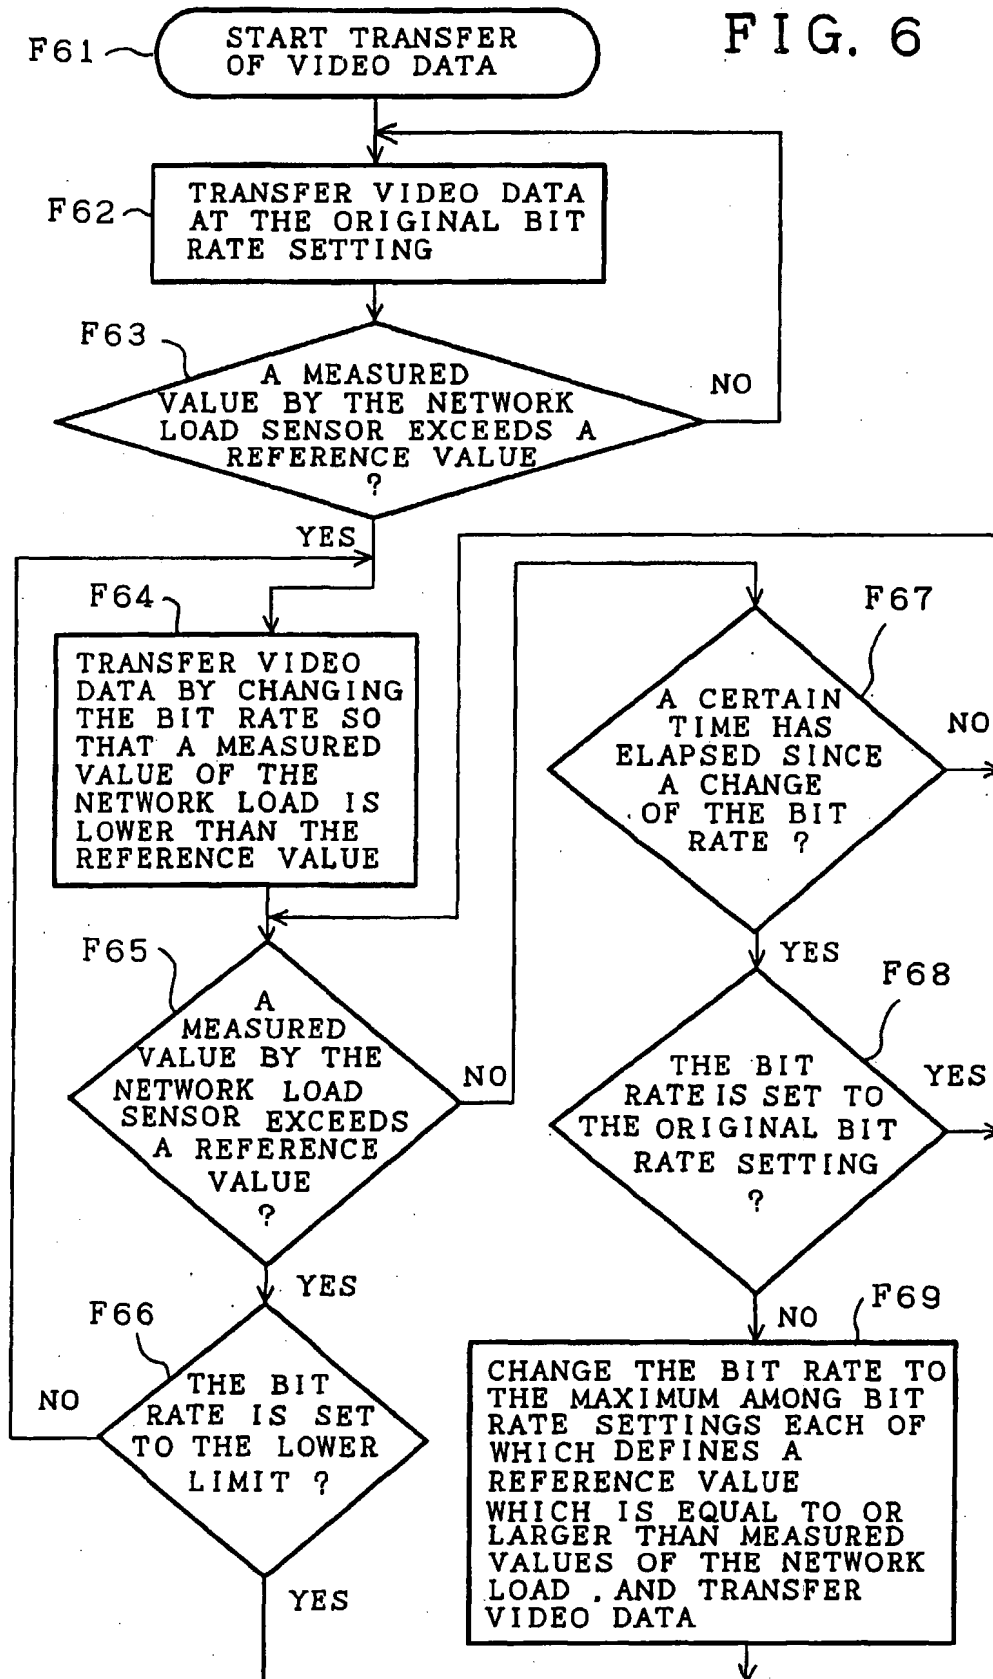 FIG. 6
F61
START TRANSFER
OF VIDEO DATA
F62
TRANSFER VIDEO DATA
AT THE ORIGINAL BIT
RATE SETTING
F63
A MEASURED
VALUE BY THE NETWORK
LOAD SENSOR EXCEEDS A
REFERENCE VALUE
?
NO
YES
F64
TRANSFER VIDEO
DATA BY CHANGING
THE BIT RATE SO
THAT A MEASURED
VALUE OF THE
NETWORK LOAD IS
LOWER THAN THE
REFERENCE VALUE
F65
A
MEASURED
VALUE BY THE
NETWORK LOAD
SENSOR EXCEEDS
A REFERENCE
VALUE
?
NO
YES
F66
THE BIT
RATE IS SET
TO THE LOWER
LIMIT ?
NO
YES
F67
A CERTAIN
TIME HAS
ELAPSED SINCE
A CHANGE
OF THE BIT
RATE ?
NO
YES
F68
THE BIT
RATE IS SET TO
THE ORIGINAL BIT
RATE SETTING
?
YES
NO
F69
CHANGE THE BIT RATE TO
THE MAXIMUM AMONG BIT
RATE SETTINGS EACH OF
WHICH DEFINES A
REFERENCE VALUE
WHICH IS EQUAL TO OR
LARGER THAN MEASURED
VALUES OF THE NETWORK
LOAD , AND TRANSFER
VIDEO DATA